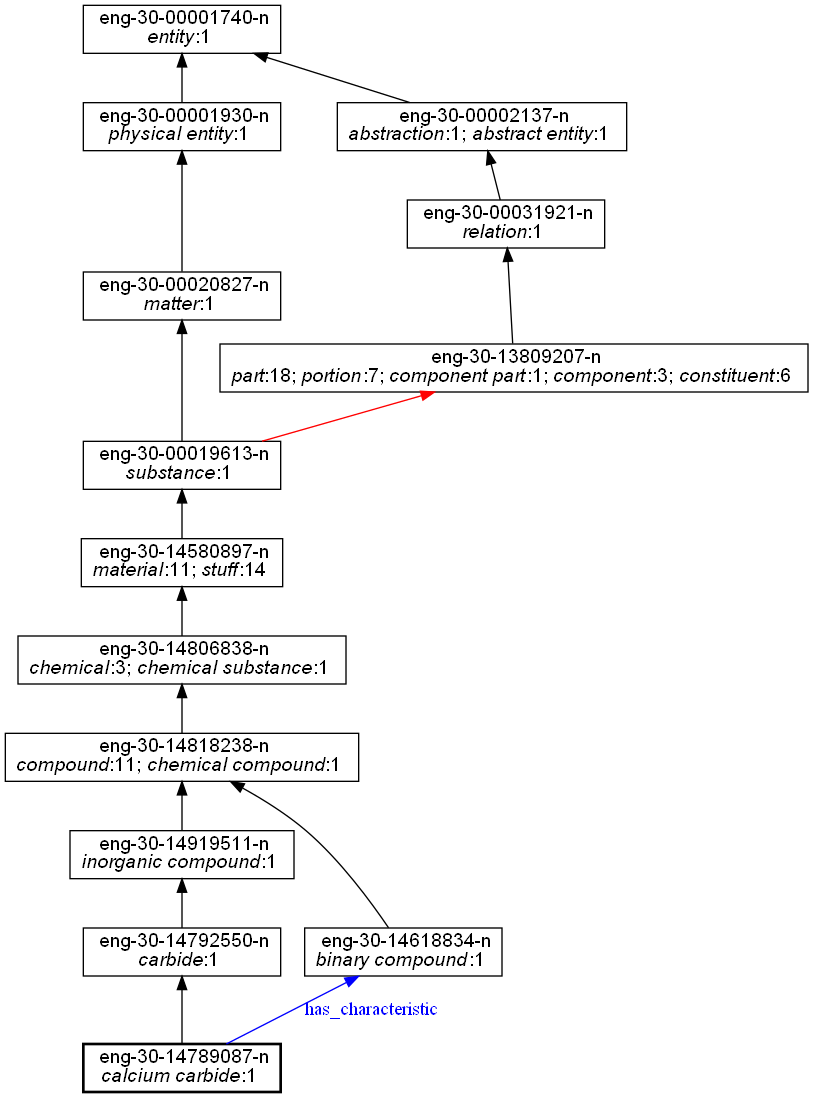 eng-30-00001740-n
entity:1
eng-30-00001930-n
physical entity:1
eng-30-00002137-n
abstraction:1; abstract entity:1
eng-30-00031921-n
relation:1
eng-30-00020827-n
matter:1
eng-30-13809207-n
part:18; portion:7; component part:1; component:3; constituent:6
eng-30-00019613-n
substance:1
eng-30-14580897-n
material:11; stuff:14
eng-30-14806838-n
chemical:3; chemical substance:1
eng-30-14818238-n
compound:11; chemical compound:1
eng-30-14919511-n
inorganic compound:1
eng-30-14792550-n
carbide:1
eng-30-14618834-n
binary compound:1
has_characteristic
eng-30-14789087-n
calcium carbide:1